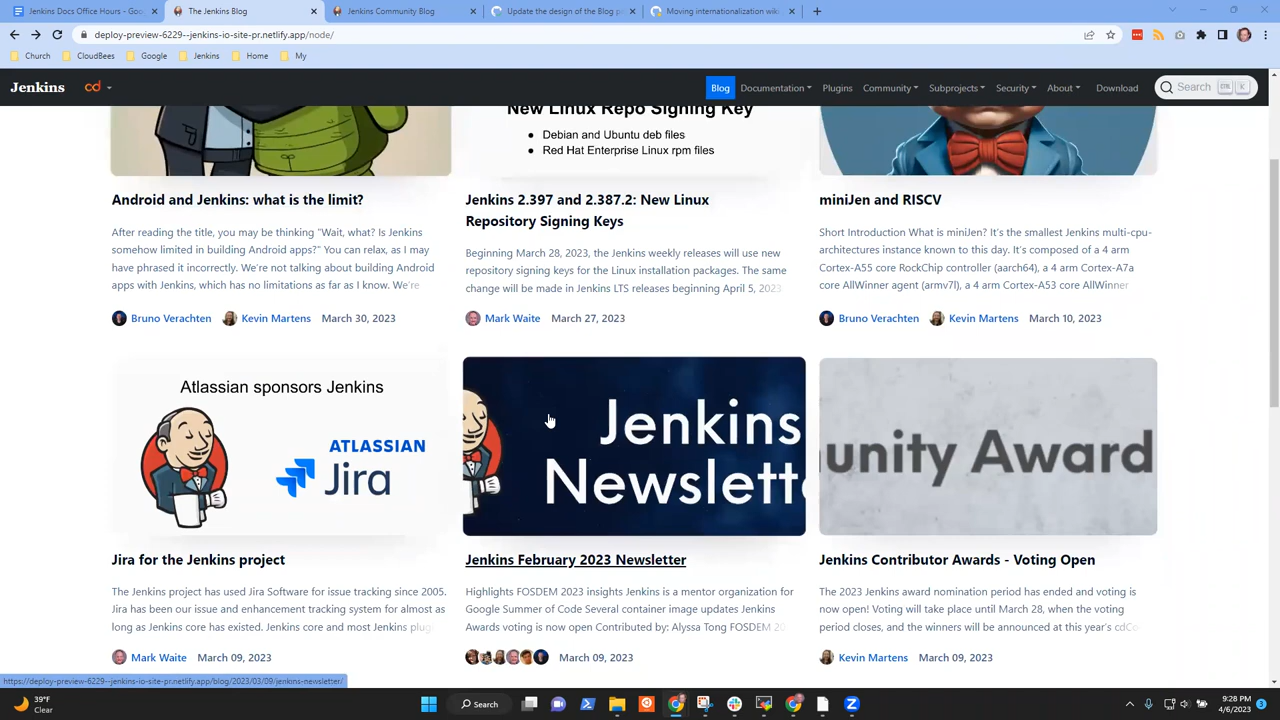 Jenkins Docs Office Hours - Goo
The Jenkins Blog
Jenkins Community Blog
Update the design of the Blog p
Moving internationalization wiki
deploy-preview-6229--jenkins-io-site-pr.netlify.app/node/
Church
CloudBees
Google
Jenkins
Home
My
Jenkins
cd
Blog
Documentation
Plugins
Community
Subprojects
Security
About
Download
Search
New Linux Repo Signing Key
• Debian and Ubuntu deb files
• Red Hat Enterprise Linux rpm files
Android and Jenkins: what is the limit?
After reading the title, you may be thinking "Wait, what? Is Jenkins
somehow limited in building Android apps?" You can relax, as I may
have phrased it incorrectly. We're not talking about building Android
apps with Jenkins, which has no limitations as far as I know. We're
Bruno Verachten Kevin Martens March 30, 2023
Jenkins 2.397 and 2.387.2: New Linux
Repository Signing Keys
Beginning March 28, 2023, the Jenkins weekly releases will use new
repository signing keys for the Linux installation packages. The same
change will be made in Jenkins LTS releases beginning April 5, 2023
Mark Waite March 27, 2023
miniJen and RISCV
Short Introduction What is miniJen? It's the smallest Jenkins multi-cpu-
architectures instance known to this day. It's composed of a 4 arm
Cortex-A55 core RockChip controller (aarch64), a 4 arm Cortex-A7a
core AllWinner agent (armv7l), a 4 arm Cortex-A53 core AllWinner
Bruno Verachten Kevin Martens March 10, 2023
Atlassian sponsors Jenkins
ATLASSIAN
Jira
Jenkins
Newslett
unity Award
Jira for the Jenkins project
The Jenkins project has used Jira Software for issue tracking since 2005.
Jira has been our issue and enhancement tracking system for almost as
long as Jenkins core has existed. Jenkins core and most Jenkins plug
Mark Waite March 09, 2023
Jenkins February 2023 Newsletter
Highlights FOSDEM 2023 insights Jenkins is a mentor organization for
Google Summer of Code Several container image updates Jenkins
Awards voting is now open Contributed by: Alyssa Tong FOSDEM 20
March 09, 2023
Jenkins Contributor Awards - Voting Open
The 2023 Jenkins award nomination period has ended and voting is
now open! Voting will take place until March 28, when the voting
period closes, and the winners will be announced at this year's cdC
Kevin Martens March 09, 2023
https://deploy-preview-6229--jenkins-io-site-pr.netlify.app/blog/2023/03/09/jenkins-newsletter/
39°F
Clear
Search
9:28 PM
4/6/2023